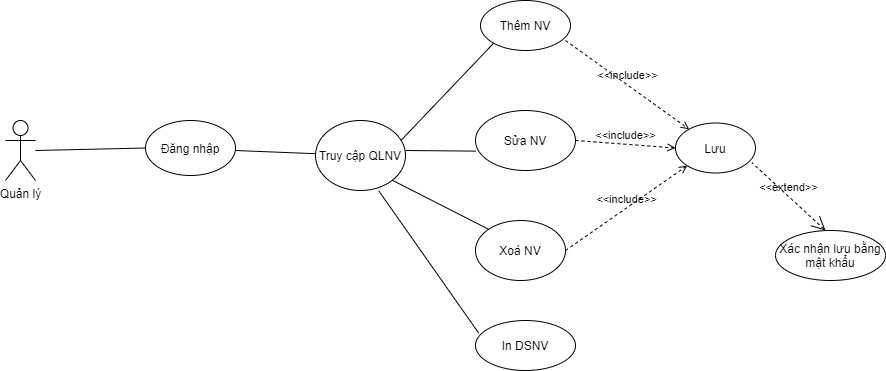 Thêm NV
<<include>>
Sửa NV
<<include>>
Đăng nhập
Truy cập QLNV
Lưu
Quản lý
<<include>>
<<extend>>
Xoá NV
Xác nhận lưu bằng
mật khẩu
In DSNV